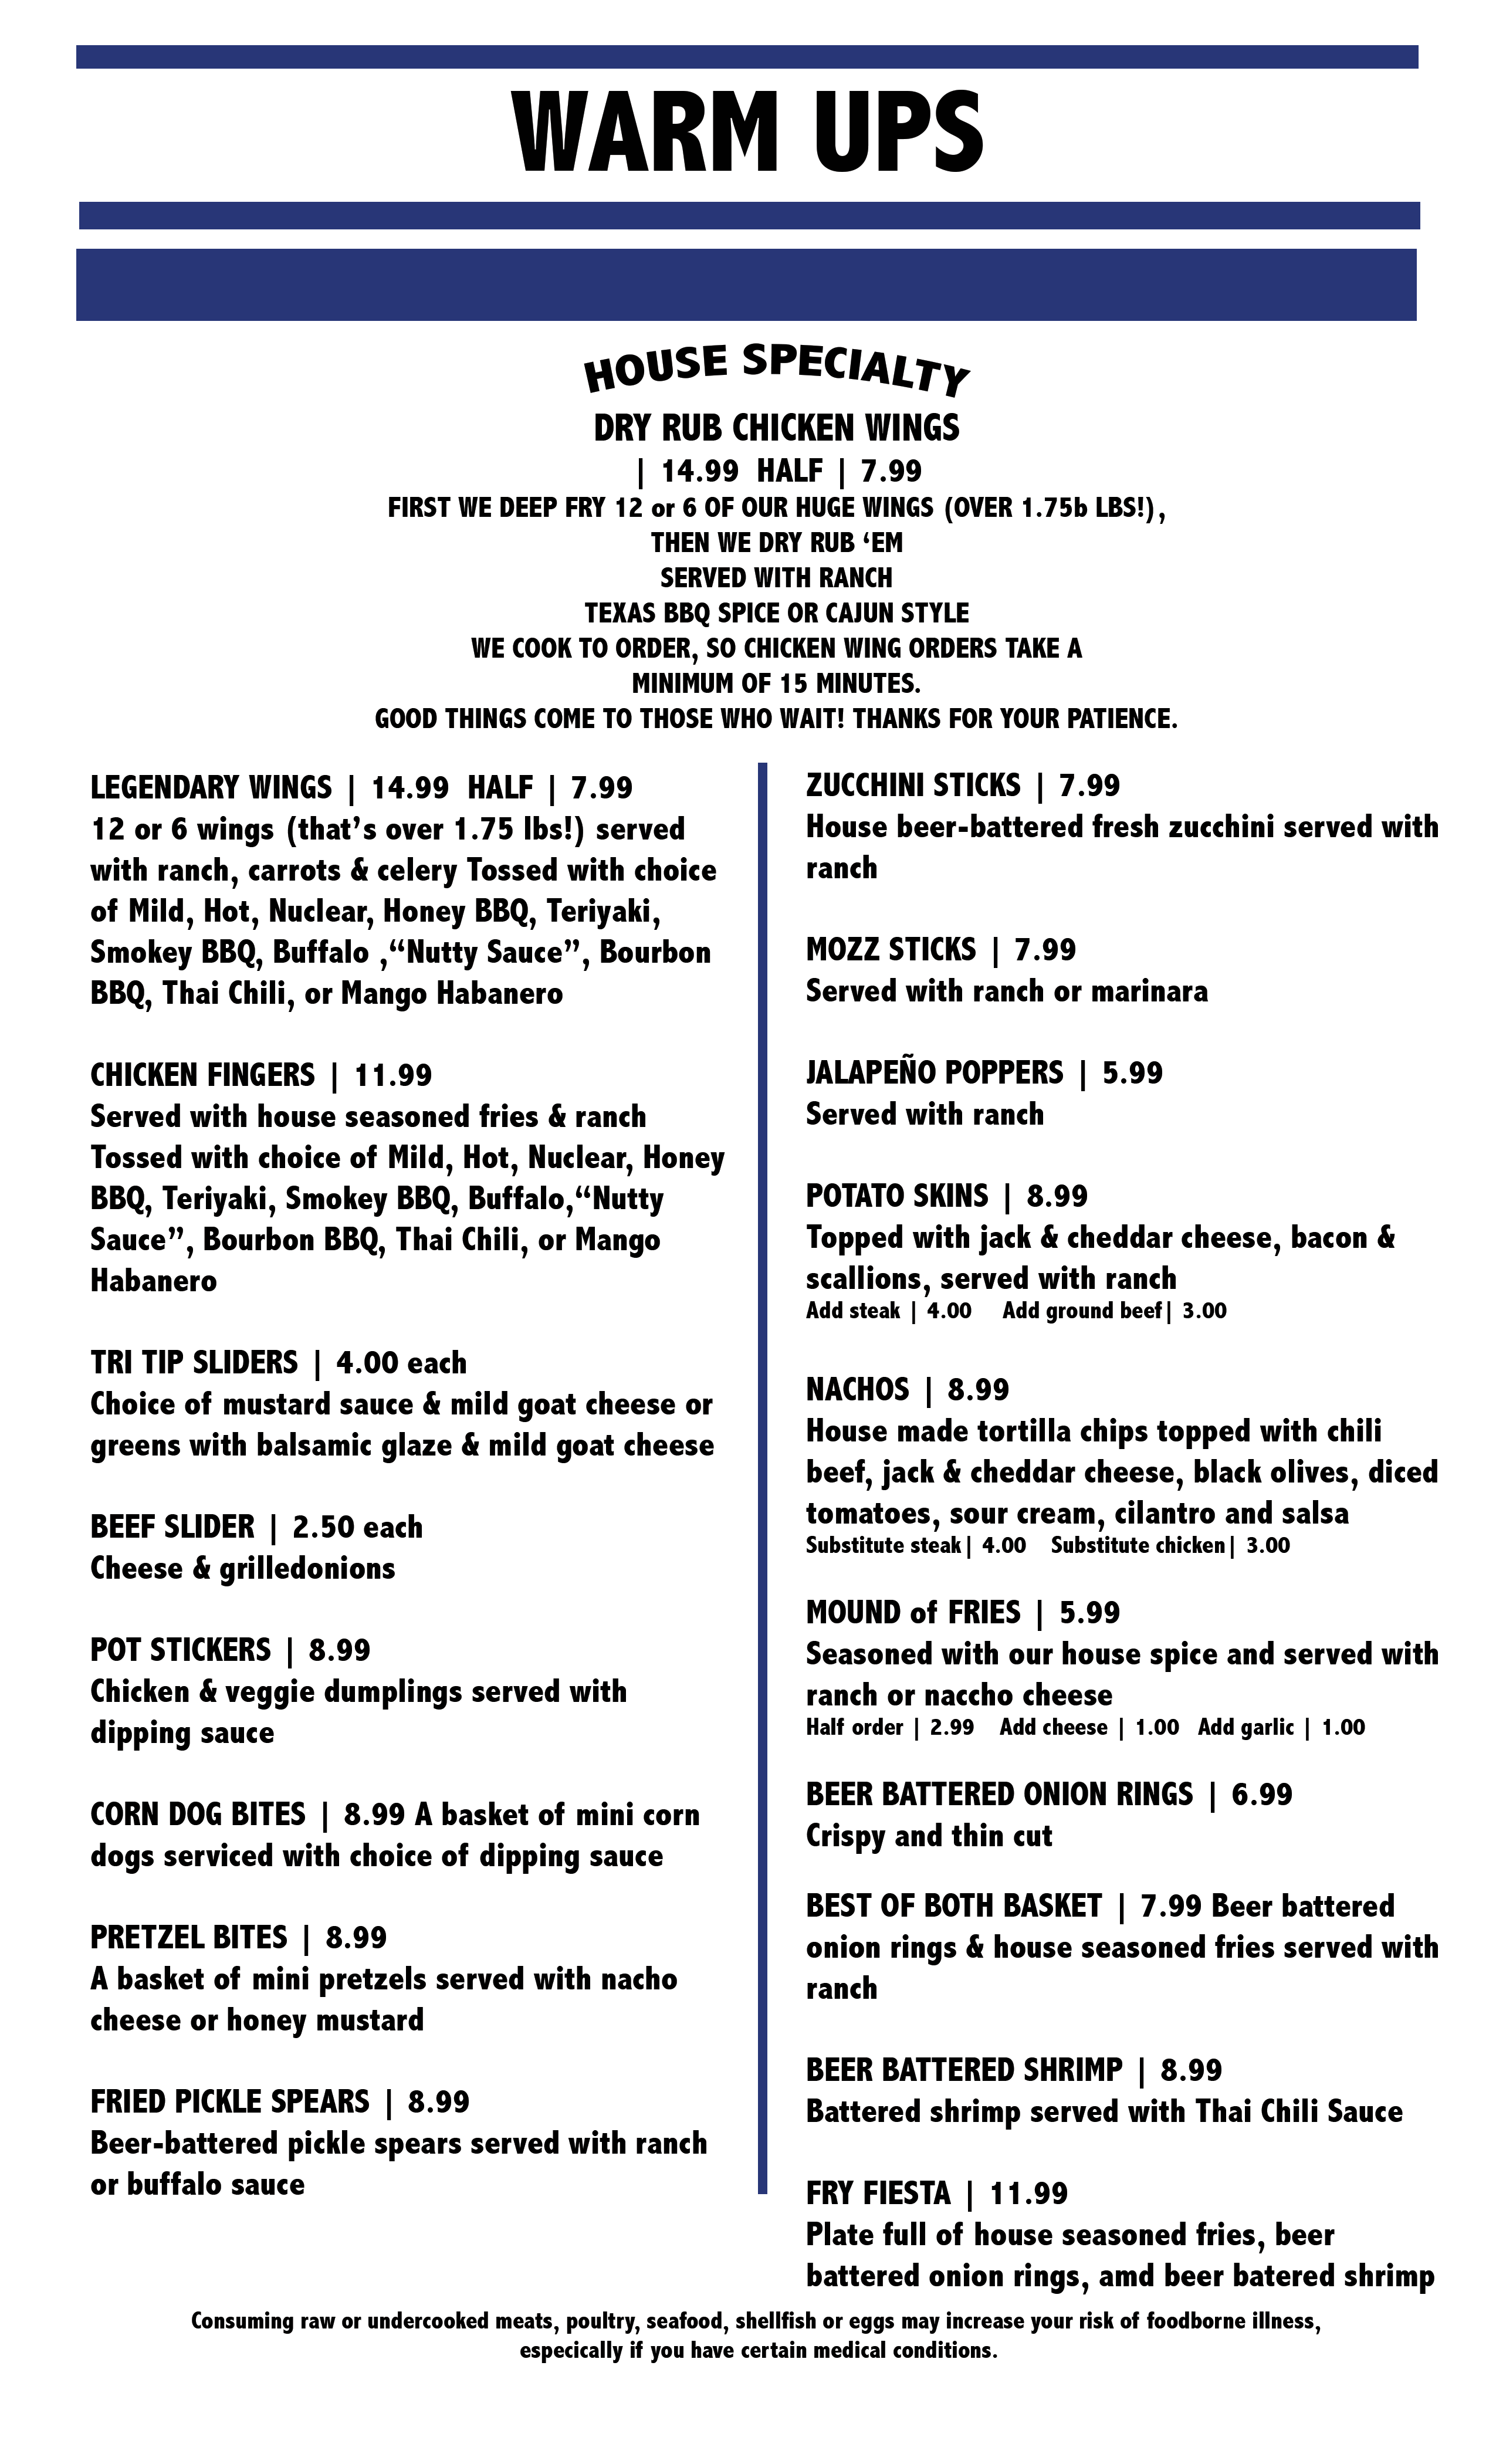 WARM UPS
HOUSE SPECIALTY
DRY RUB CHICKEN WINGS
| 14.99 HALF | 7.99
FIRST WE DEEP FRY 12 or 6 OF OUR HUGE WINGS (OVER 1.75b LBS!),
THEN WE DRY RUB ‘EM
SERVED WITH RANCH
TEXAS BBQ SPICE OR CAJUN STYLE
WE COOK TO ORDER, SO CHICKEN WING ORDERS TAKE A
MINIMUM OF 15 MINUTES.
GOOD THINGS COME TO THOSE WHO WAIT! THANKS FOR YOUR PATIENCE.
LEGENDARY WINGS | 14.99 HALF | 7.99
12 or 6 wings (that’s over 1.75 lbs!) served
with ranch, carrots & celery Tossed with choice
of Mild, Hot, Nuclear, Honey BBQ, Teriyaki,
Smokey BBQ, Buffalo ,“Nutty Sauce”, Bourbon
BBQ, Thai Chili, or Mango Habanero
CHICKEN FINGERS | 11.99
Served with house seasoned fries & ranch
Tossed with choice of Mild, Hot, Nuclear, Honey
BBQ, Teriyaki, Smokey BBQ, Buffalo,“Nutty
Sauce”, Bourbon BBQ, Thai Chili, or Mango
Habanero
TRI TIP SLIDERS | 4.00 each
Choice of mustard sauce & mild goat cheese or
greens with balsamic glaze & mild goat cheese
BEEF SLIDER | 2.50 each
Cheese & grilledonions
POT STICKERS | 8.99
Chicken & veggie dumplings served with
dipping sauce
CORN DOG BITES | 8.99 A basket of mini corn
dogs serviced with choice of dipping sauce
PRETZEL BITES | 8.99
A basket of mini pretzels served with nacho
cheese or honey mustard
FRIED PICKLE SPEARS | 8.99
Beer-battered pickle spears served with ranch
or buffalo sauce
ZUCCHINI STICKS | 7.99
House beer-battered fresh zucchini served with
ranch
MOZZ STICKS | 7.99
Served with ranch or marinara
JALAPEÑO POPPERS | 5.99
Served with ranch
POTATO SKINS | 8.99
Topped with jack & cheddar cheese, bacon &
scallions, served with ranch
Add steak | 4.00 Add ground beef| 3.00
NACHOS | 8.99
House made tortilla chips topped with chili
beef, jack & cheddar cheese, black olives, diced
tomatoes, sour cream, cilantro and salsa
Substitute steak| 4.00 Substitute chicken| 3.00
MOUND of FRIES | 5.99
Seasoned with our house spice and served with
ranch or naccho cheese
Half order | 2.99 Add cheese | 1.00 Add garlic | 1.00
BEER BATTERED ONION RINGS | 6.99
Crispy and thin cut
BEST OF BOTH BASKET | 7.99 Beer battered
onion rings & house seasoned fries served with
ranch
BEER BATTERED SHRIMP | 8.99
Battered shrimp served with Thai Chili Sauce
FRY FIESTA | 11.99
Plate full of house seasoned fries, beer
battered onion rings, amd beer batered shrimp
Consuming raw or undercooked meats, poultry, seafood, shellfish or eggs may increase your risk of foodborne illness,
especically if you have certain medical conditions.